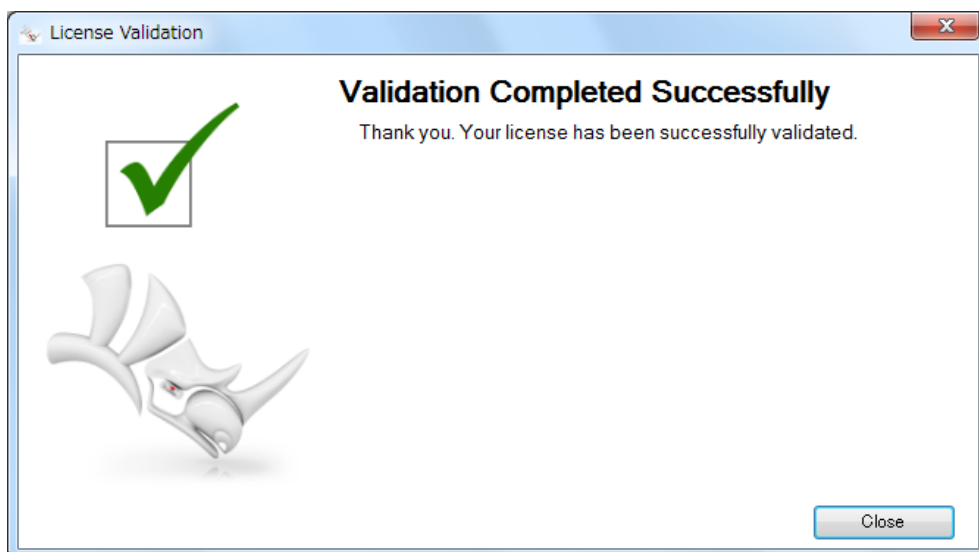 License Validation
Validation Completed Successfully
Thank you. Your license has been successfully validated.
Close